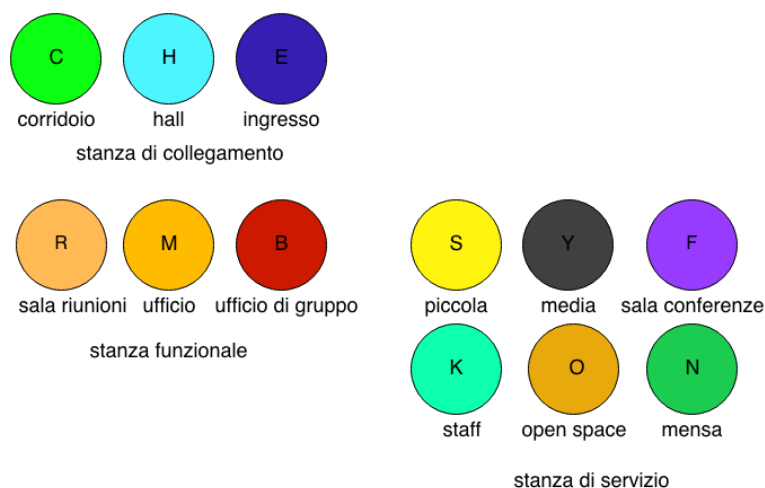 C H E
corridoio hall ingresso
stanza di collegamento
R M B S Y F
sala riunioni ufficio ufficio di gruppo piccola media sala conferenze
stanza funzionale
K O N
staff open space mensa
stanza di servizio